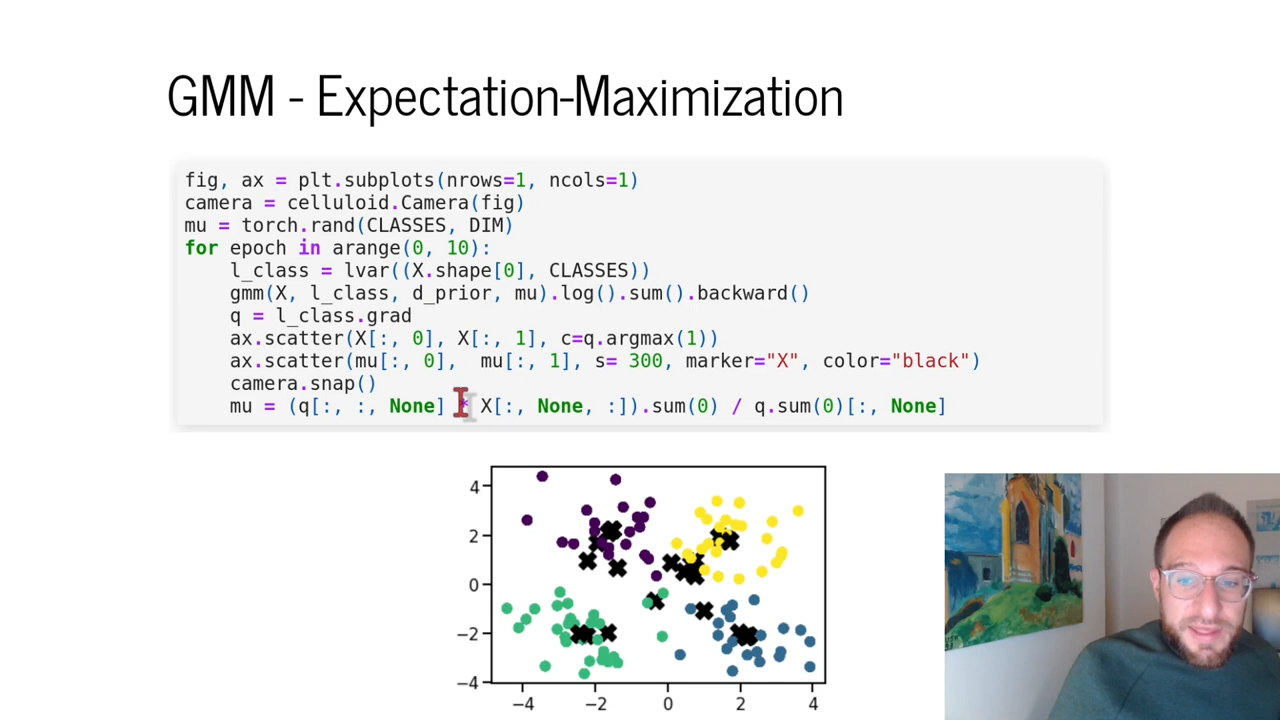 GMM - Expectation-Maximization
fig, ax = plt.subplots(nrows=1, ncols=1)
camera = celluloid.Camera(fig)
mu = torch.rand(CLASSES, DIM)
for epoch in arange(0, 10):
    l_class = lvar((X.shape[0], CLASSES))
    gmm(X, l_class, d_prior, mu).log().sum().backward()
    q = l_class.grad
    ax.scatter(X[:, 0], X[:, 1], c=q.argmax(1))
    ax.scatter(mu[:, 0],  mu[:, 1], s= 300, marker="X", color="black")
    camera.snap()
    mu = (q[:, :, None] * X[:, None, :]).sum(0) / q.sum(0)[:, None]
4
2
0
−2
−4
−4 −2 0 2 4